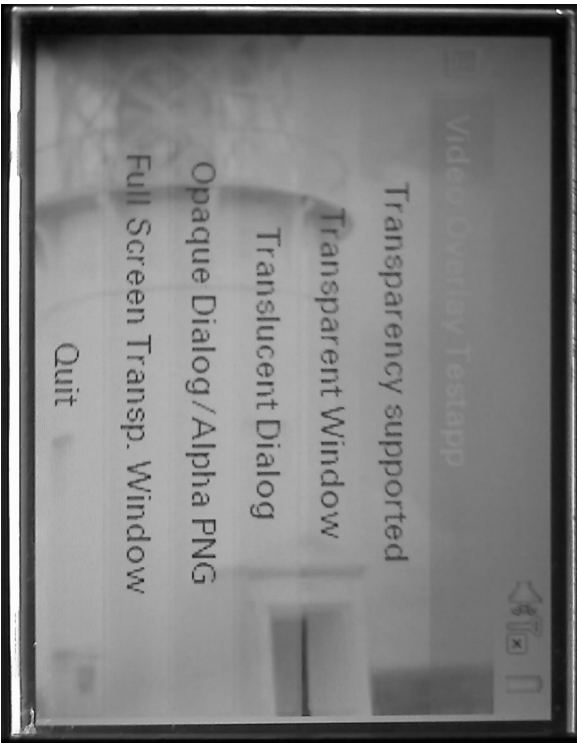 Video Overlay Testapp
Transparency supported
Transparent Window
Translucent Dialog
Opaque Dialog/Alpha PNG
Full Screen Transp. Window
Quit